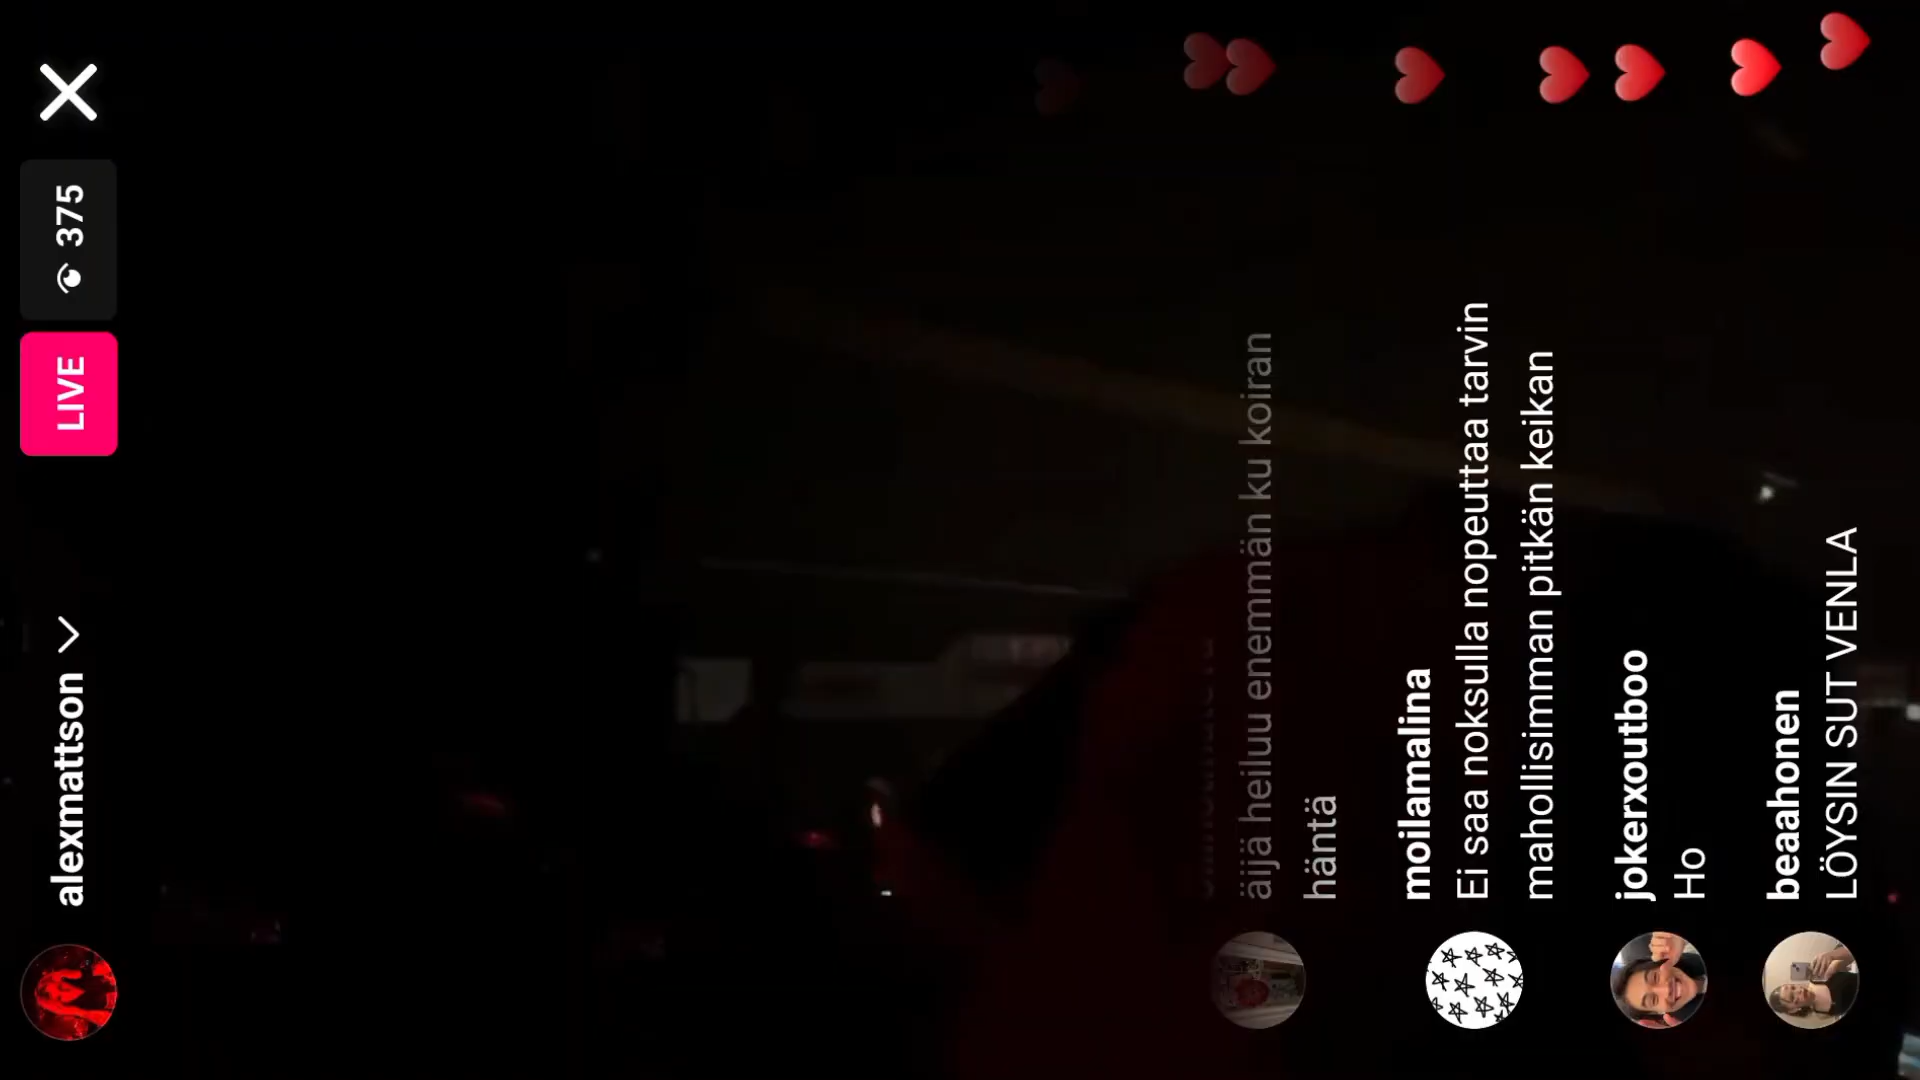 alexmattson
LIVE
375
äijä heiluu enemmän ku koiran
häntä
moilamalina
Ei saa noksulla nopeuttaa tarvin
mahollisimman pitkän keikan
jokerxoutboo
Ho
beaahonen
LÖYSIN SUT VENLA